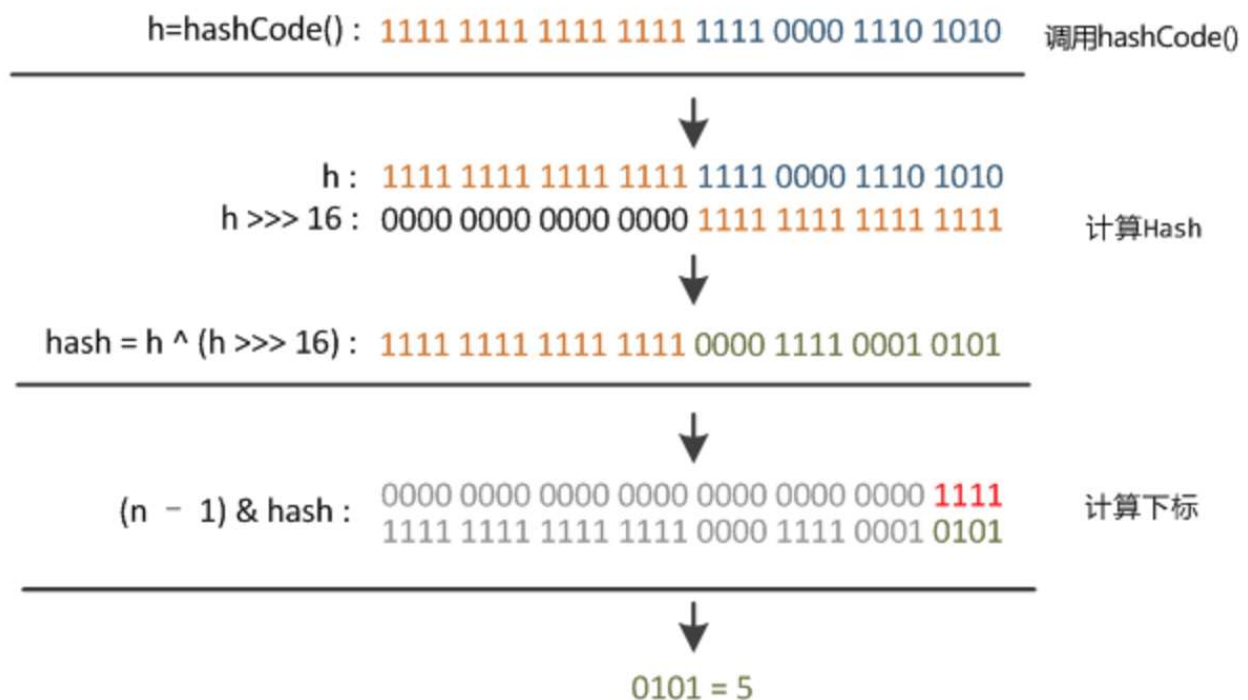 h=hashCode() : 1111 1111 1111 1111 1111 0000 1110 1010 调用hashCode()
h : 1111 1111 1111 1111 1111 0000 1110 1010
h >>> 16 : 0000 0000 0000 0000 1111 1111 1111 1111
计算Hash
hash = h ^ (h >>> 16) : 1111 1111 1111 1111 0000 1111 0001 0101
(n － 1) & hash :
0000 0000 0000 0000 0000 0000 0000 1111
1111 1111 1111 1111 0000 1111 0001 0101
计算下标
0101 = 5